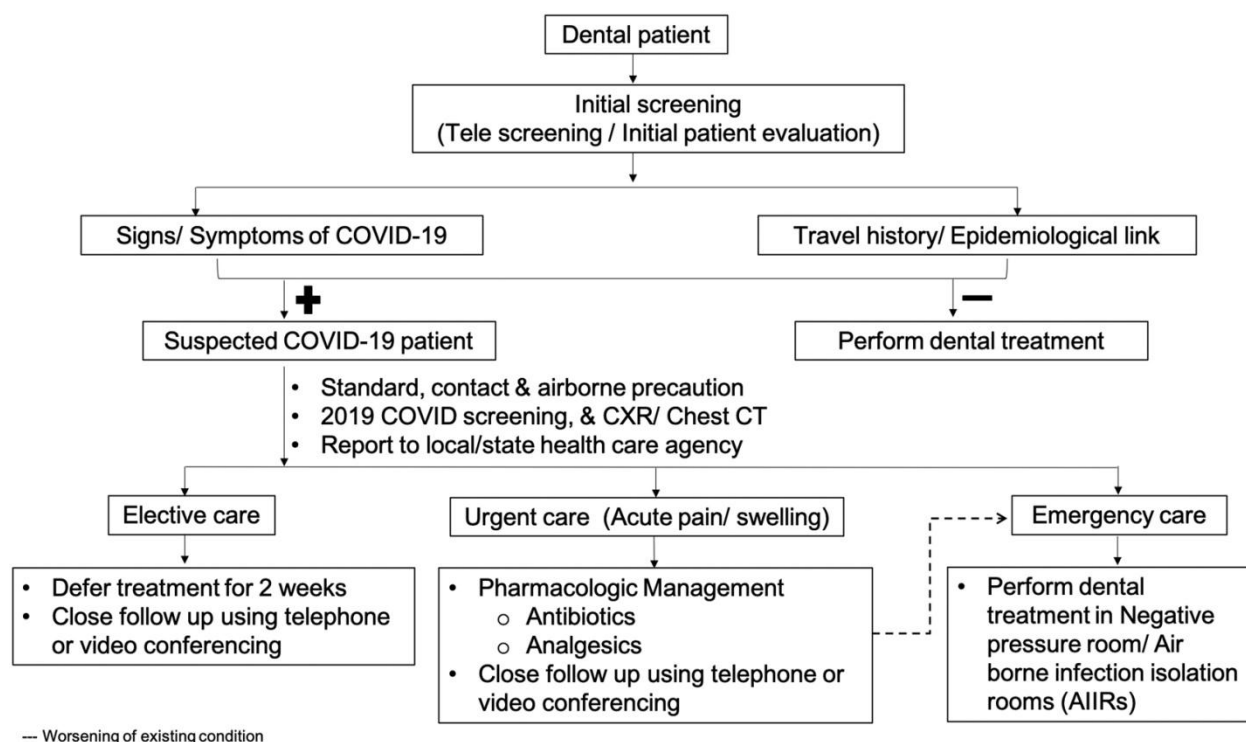 Dental patient
Initial screening
(Tele screening / Initial patient evaluation)
Signs/ Symptoms of COVID-19
Travel history/ Epidemiological link
+
–
Suspected COVID-19 patient
Perform dental treatment
• Standard, contact & airborne precaution
• 2019 COVID screening, & CXR/ Chest CT
• Report to local/state health care agency
Elective care
Urgent care (Acute pain/ swelling)
Emergency care
• Defer treatment for 2 weeks
• Close follow up using telephone
or video conferencing
• Pharmacologic Management
o Antibiotics
o Analgesics
• Close follow up using telephone or
video conferencing
• Perform dental
treatment in Negative
pressure room/ Air
borne infection isolation
rooms (AIIRs)
--- Worsening of existing condition